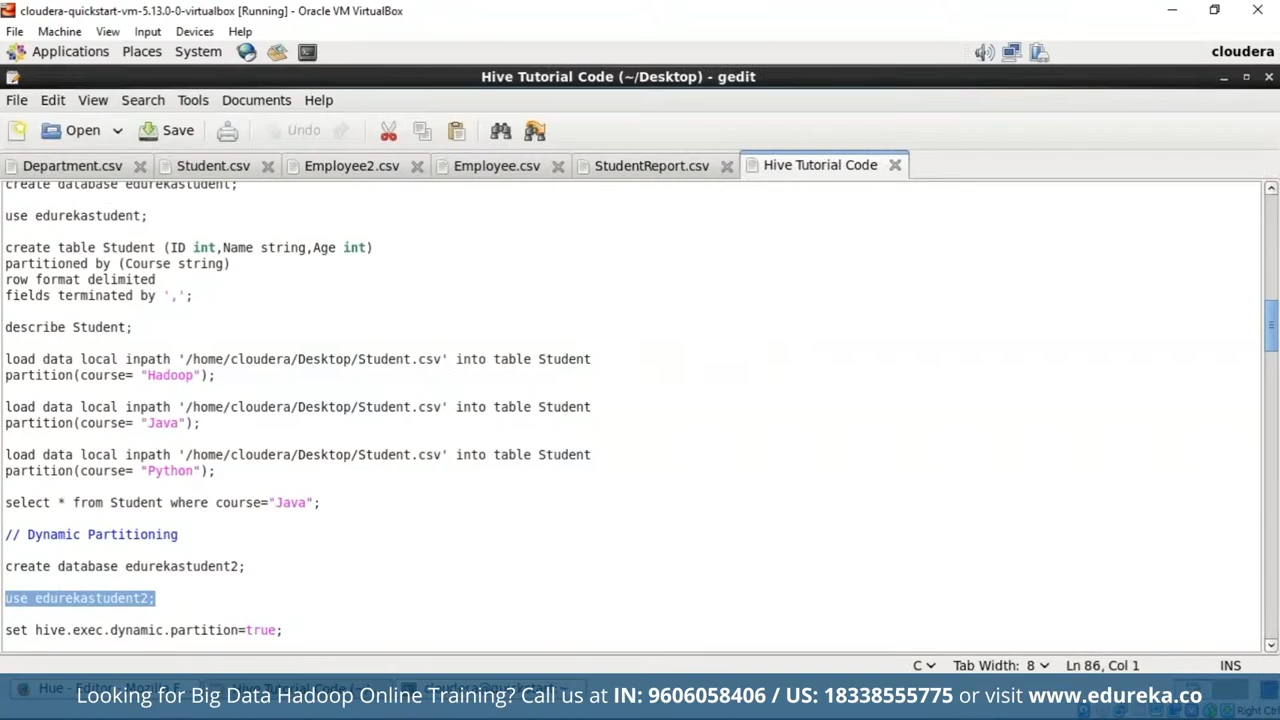 cloudera-quickstart-vm-5.13.0-0-virtualbox [Running] - Oracle VM VirtualBox
File Machine View Input Devices Help
Applications Places System cloudera
Hive Tutorial Code (~/Desktop) - gedit
File Edit View Search Tools Documents Help
Open Save Undo
Department.csv Student.csv Employee2.csv Employee.csv StudentReport.csv Hive Tutorial Code
create database edurekastudent;
use edurekastudent;
create table Student (ID int,Name string,Age int)
partitioned by (Course string)
row format delimited
fields terminated by ',';
describe Student;
load data local inpath '/home/cloudera/Desktop/Student.csv' into table Student
partition(course= "Hadoop");
load data local inpath '/home/cloudera/Desktop/Student.csv' into table Student
partition(course= "Java");
load data local inpath '/home/cloudera/Desktop/Student.csv' into table Student
partition(course= "Python");
select * from Student where course="Java";
// Dynamic Partitioning
create database edurekastudent2;
use edurekastudent2;
set hive.exec.dynamic.partition=true;
C Tab Width: 8 Ln 86, Col 1 INS
Looking for Big Data Hadoop Online Training? Call us at IN: 9606058406 / US: 18338555775 or visit www.edureka.co
Right Ctrl